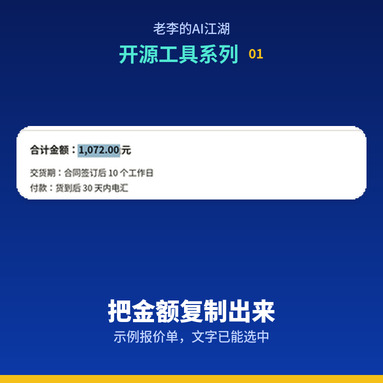 老李的AI江湖
开源工具系列 01
合计金额：1,072.00 元
交货期：合同签订后 10 个工作日
付款：货到后 30 天内电汇
把金额复制出来
示例报价单，文字已能选中